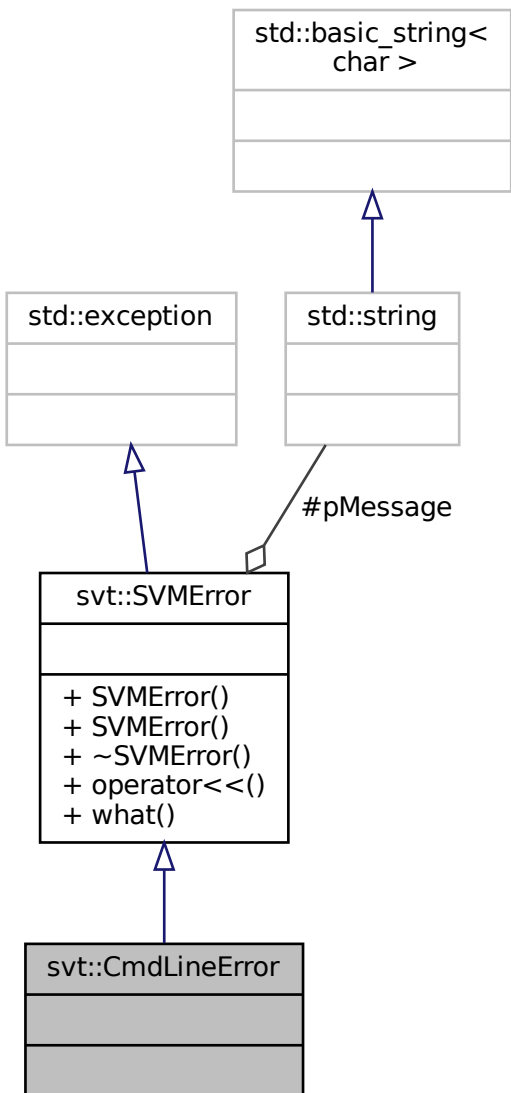 std::basic_string<
char >
std::exception
std::string
#pMessage
svt::SVMError
+ SVMError()
+ SVMError()
+ ~SVMError()
+ operator<<()
+ what()
svt::CmdLineError